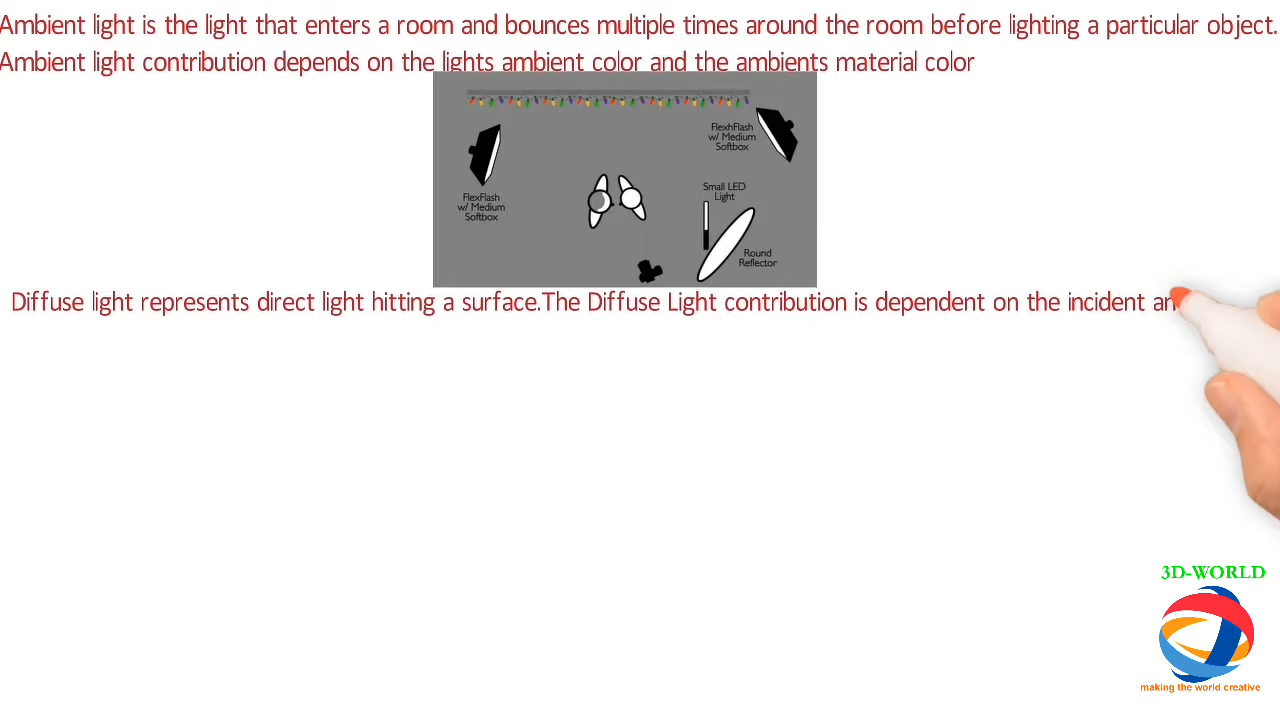 Ambient light is the light that enters a room and bounces multiple times around the room before lighting a particular object.
Ambient light contribution depends on the lights ambient color and the ambients material color
FlexhFlash
w/ Medium
Softbox
FlexFlash
w/ Medium
Softbox
Small LED
Light
Round
Reflector
Diffuse light represents direct light hitting a surface.The Diffuse Light contribution is dependent on the incident an
3D-WORLD
making the world creative